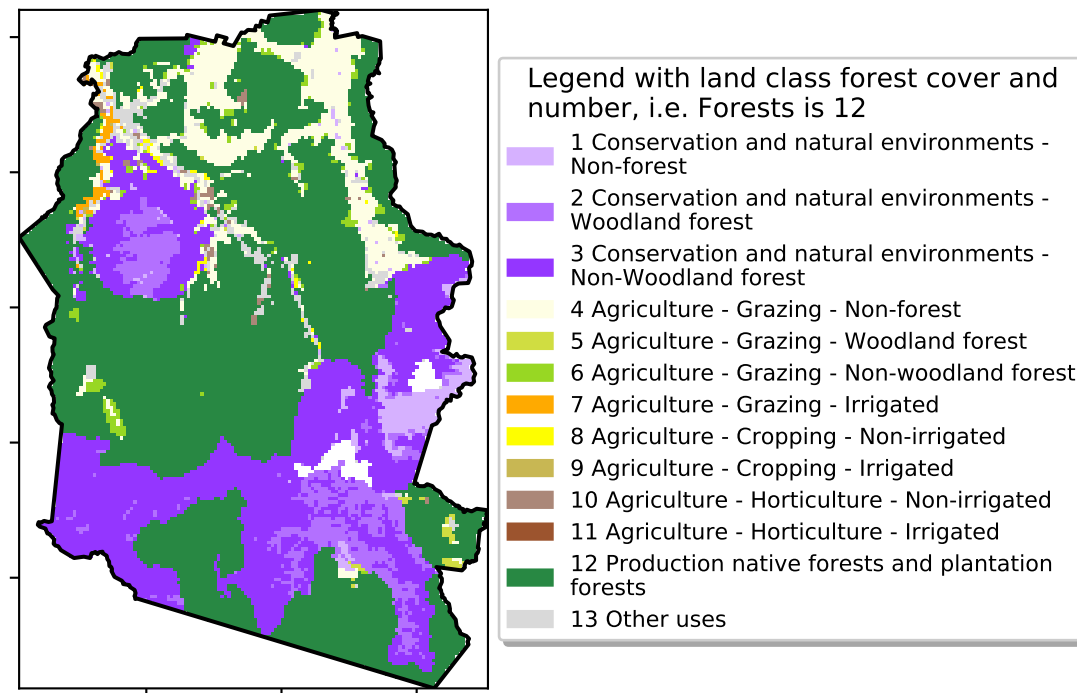 Legend with land class forest cover and
number, i.e. Forests is 12
1 Conservation and natural environments -
Non-forest
2 Conservation and natural environments -
Woodland forest
3 Conservation and natural environments -
Non-Woodland forest
4 Agriculture - Grazing - Non-forest
5 Agriculture - Grazing - Woodland forest
6 Agriculture - Grazing - Non-woodland forest
7 Agriculture - Grazing - Irrigated
8 Agriculture - Cropping - Non-irrigated
9 Agriculture - Cropping - Irrigated
10 Agriculture - Horticulture - Non-irrigated
11 Agriculture - Horticulture - Irrigated
12 Production native forests and plantation
forests
13 Other uses